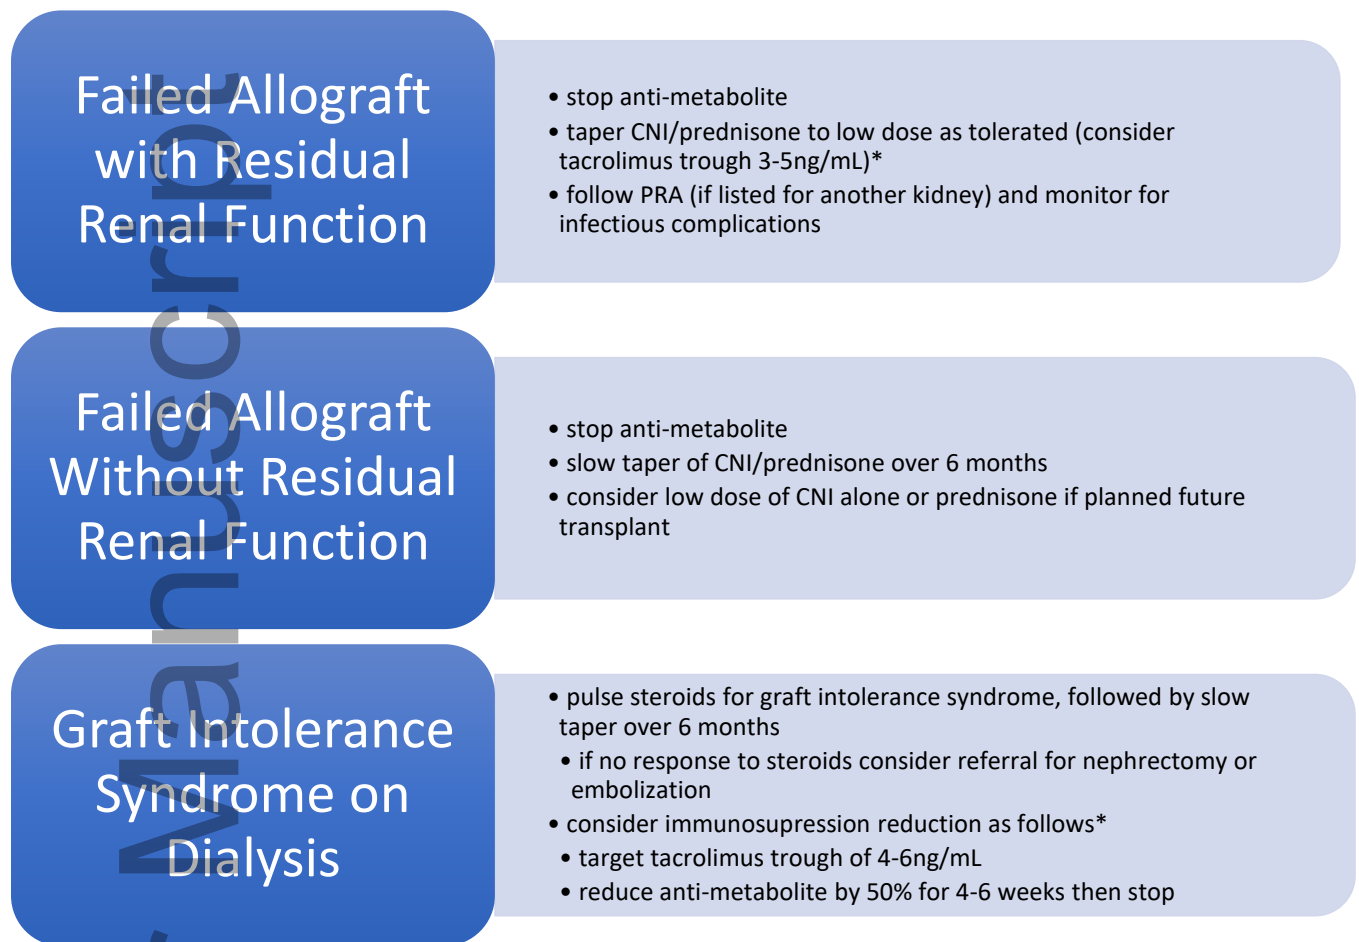 Failed Allograft
with Residual
Renal Function
• stop anti-metabolite
• taper CNI/prednisone to low dose as tolerated (consider
tacrolimus trough 3-5ng/mL)*
• follow PRA (if listed for another kidney) and monitor for
infectious complications
Failed Allograft
Without Residual
Renal Function
• stop anti-metabolite
• slow taper of CNI/prednisone over 6 months
• consider low dose of CNI alone or prednisone if planned future
transplant
Graft Intolerance
Syndrome on
Dialysis
• pulse steroids for graft intolerance syndrome, followed by slow
taper over 6 months
• if no response to steroids consider referral for nephrectomy or
embolization
• consider immunosupression reduction as follows*
• target tacrolimus trough of 4-6ng/mL
• reduce anti-metabolite by 50% for 4-6 weeks then stop
Manuscript